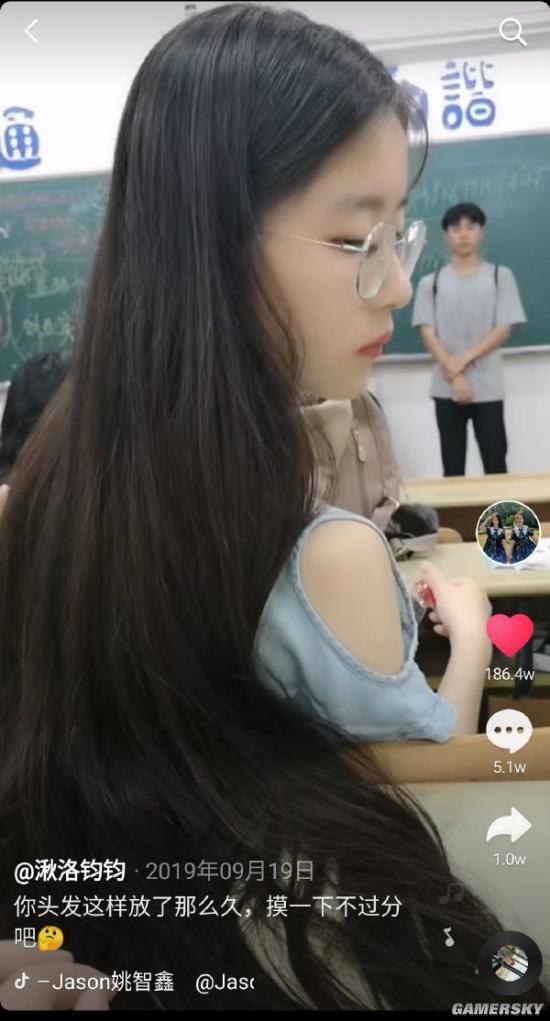 通
諧
186.4w
5.1w
@湫洛钧钧 · 2019年09月19日
1.0w
你头发这样放了那么久，摸一下不过分
吧🤔
–Jason姚智鑫 @Jasc
GAMERSKY